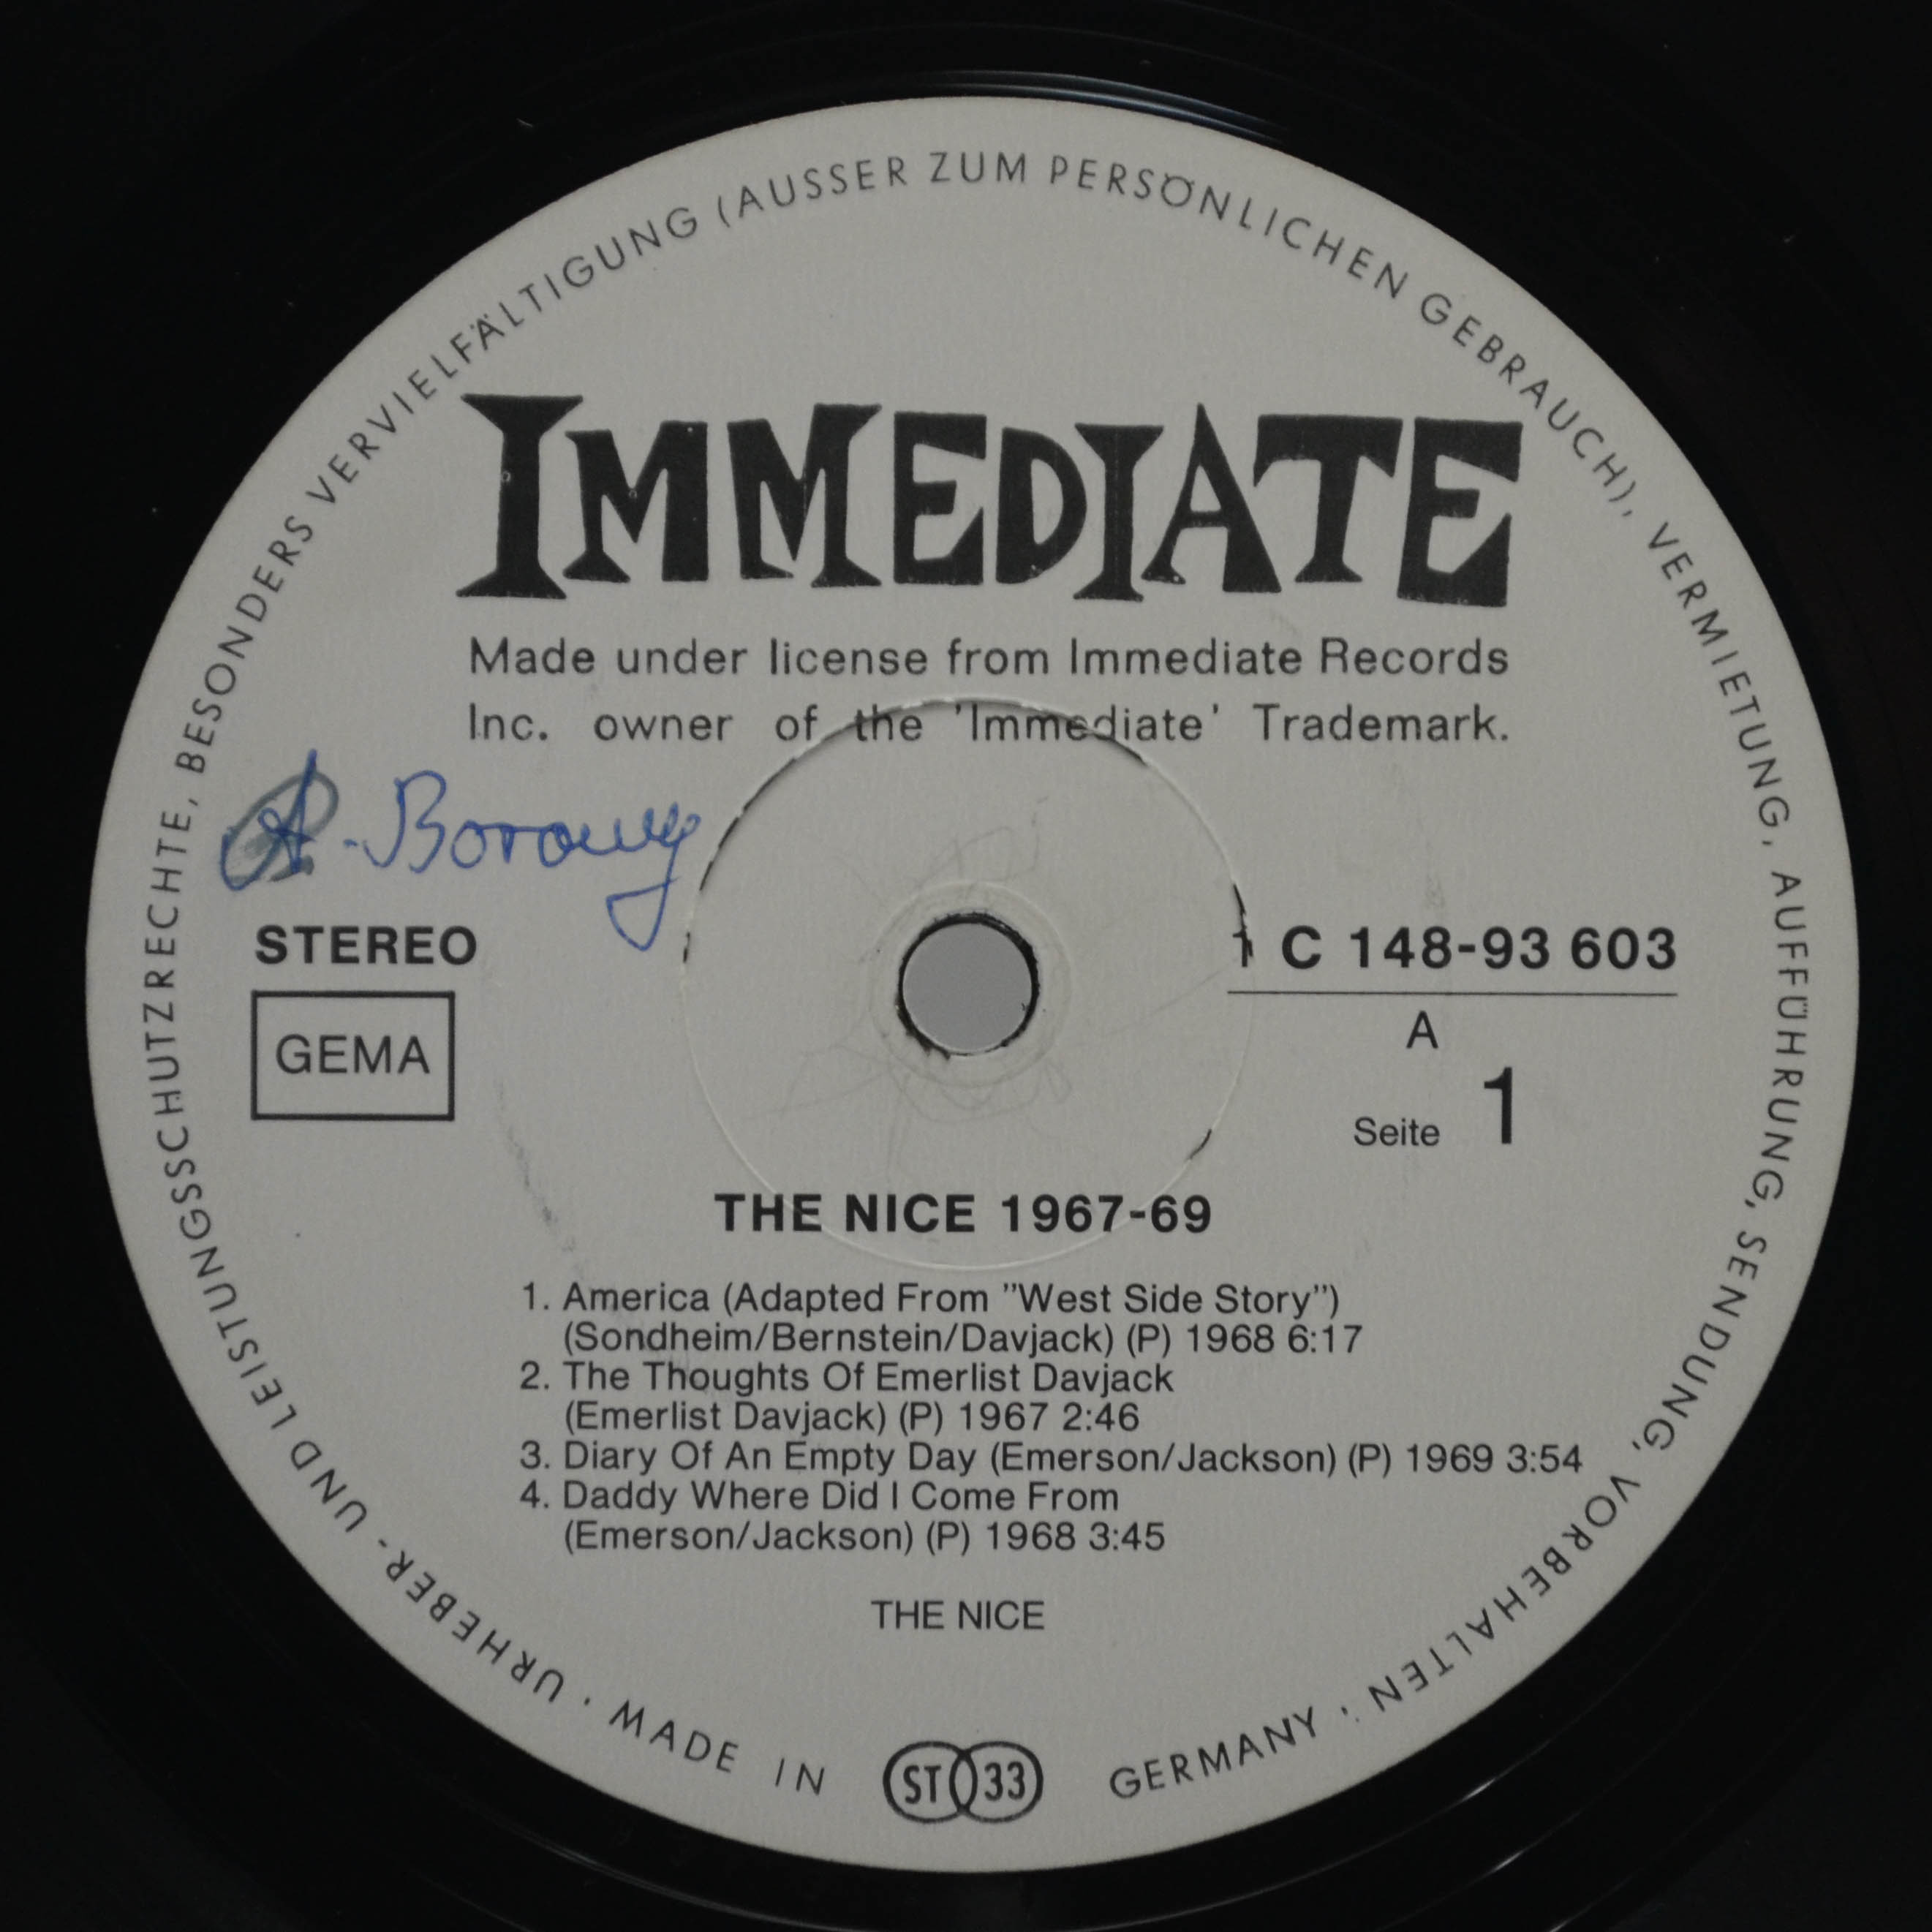 URHEBER- UND LEISTUNGSSCHUTZRECHTE, BESONDERS VERVIELFÄLTIGUNG (AUSSER ZUM PERSÖNLICHEN GEBRAUCH), VERMIETUNG, AUFFÜHRUNG, SENDUNG, VORBEHALTEN
IMMEDIATE
Made under license from Immediate Records
Inc. owner of the 'Immediate' Trademark.
STEREO
1 C 148-93 603
GEMA
A
Seite 1
THE NICE 1967-69
1. America (Adapted From "West Side Story")
(Sondheim/Bernstein/Davjack) (P) 1968 6:17
2. The Thoughts Of Emerlist Davjack
(Emerlist Davjack) (P) 1967 2:46
3. Diary Of An Empty Day (Emerson/Jackson) (P) 1969 3:54
4. Daddy Where Did I Come From
(Emerson/Jackson) (P) 1968 3:45
THE NICE
MADE IN GERMANY
ST 33